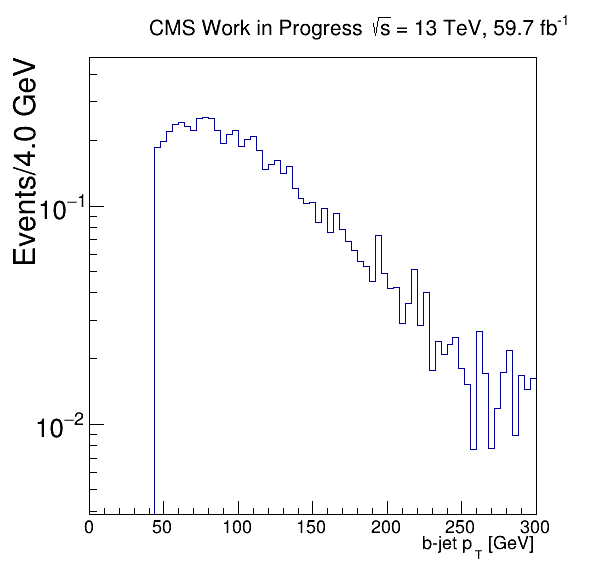 CMS Work in Progress √s = 13 TeV, 59.7 fb⁻¹
Events/4.0 GeV
10⁻¹
10⁻²
0 50 100 150 200 250 300
b-jet p_T [GeV]